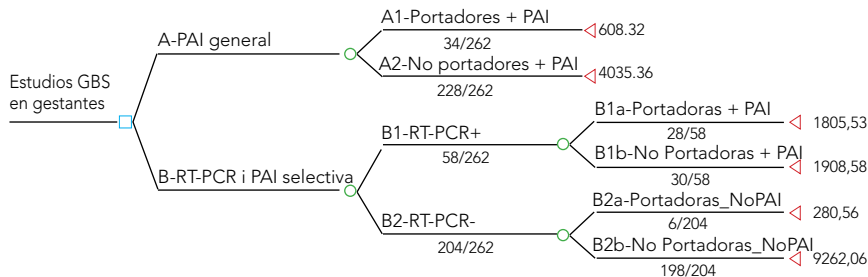 Estudios GBS
en gestantes
A-PAI general
A1-Portadores + PAI
34/262
608.32
A2-No portadores + PAI
228/262
4035.36
B-RT-PCR i PAI selectiva
B1-RT-PCR+
58/262
B1a-Portadoras + PAI
28/58
1805,53
B1b-No Portadoras + PAI
30/58
1908,58
B2-RT-PCR-
204/262
B2a-Portadoras_NoPAI
6/204
280,56
B2b-No Portadoras_NoPAI
198/204
9262,06